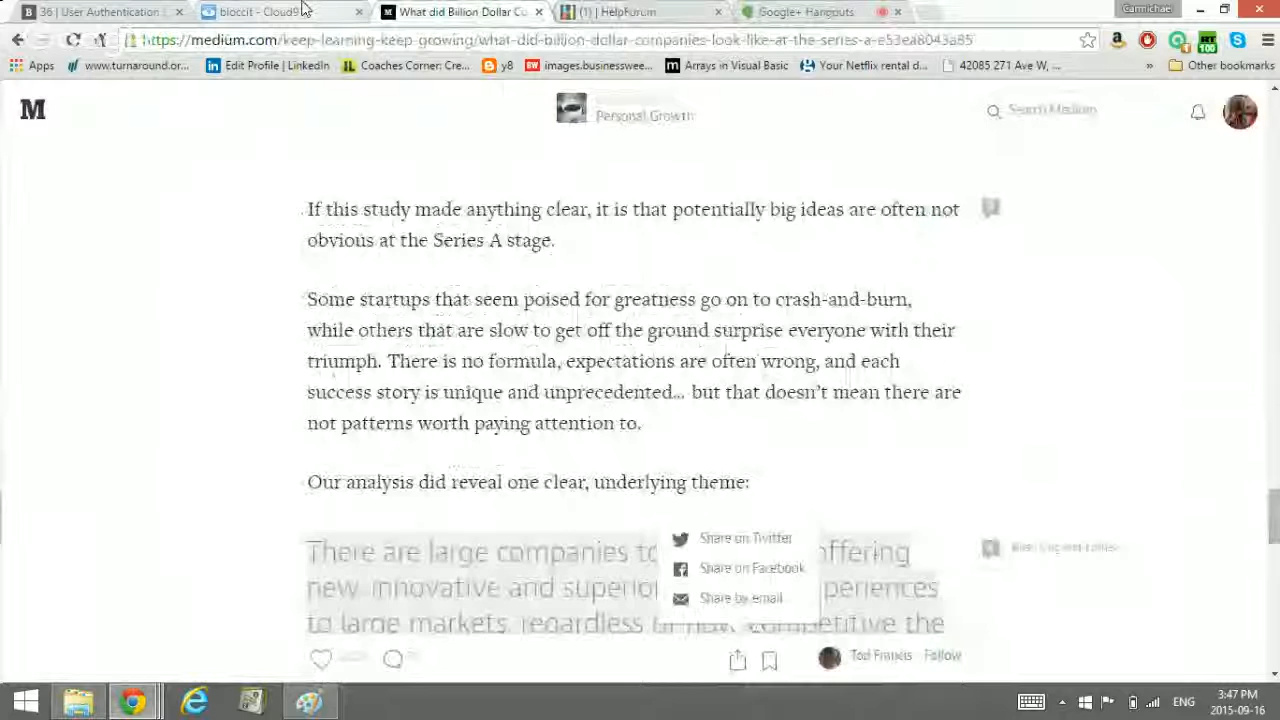 36 | User Authentication
bloccit - Cloud9
What did Billion Dollar Co
(1) | HelpForum
Google+ Hangouts
Carmichael
https://medium.com/keep-learning-keep-growing/what-did-billion-dollar-companies-look-like-at-the-series-a-e53ea8043a85
100
Apps
www.turnaround.or...
Edit Profile | LinkedIn
Coaches Corner: Cre...
y8
images.businesswee...
Arrays in Visual Basic
Your Netflix rental d...
42085 271 Ave W, ...
»
Other bookmarks
M
Personal Growth
Search Medium
If this study made anything clear, it is that potentially big ideas are often not
obvious at the Series A stage.
Some startups that seem poised for greatness go on to crash-and-burn,
while others that are slow to get off the ground surprise everyone with their
triumph. There is no formula, expectations are often wrong, and each
success story is unique and unprecedented... but that doesn't mean there are
not patterns worth paying attention to.
Our analysis did reveal one clear, underlying theme:
There are large companies to
ffering
new, innovative and superio
periences
to large markets, regardless
competitive the
Share on Twitter
Share on Facebook
Share by email
Tod Francis
Follow
ENG
3:47 PM
2015-09-16